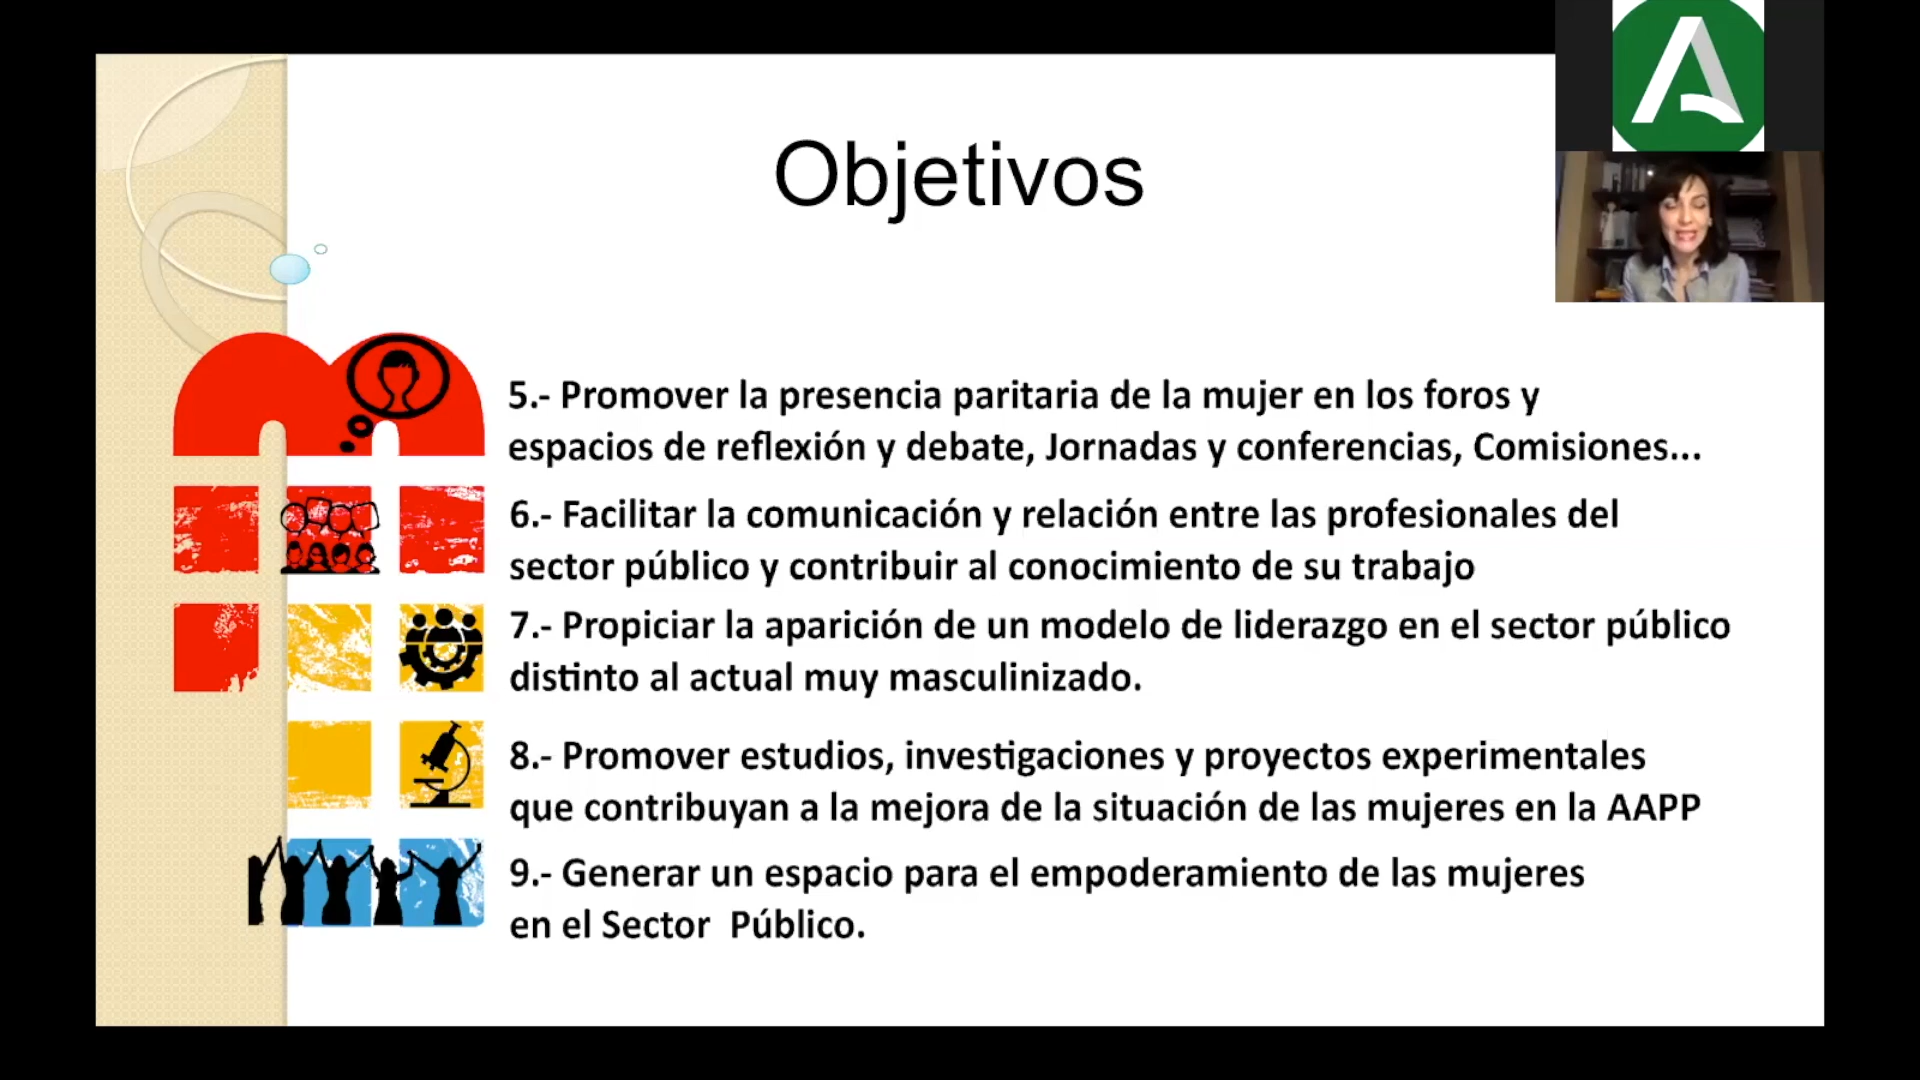 Objetivos
5.- Promover la presencia paritaria de la mujer en los foros y
espacios de reflexión y debate, Jornadas y conferencias, Comisiones...
6.- Facilitar la comunicación y relación entre las profesionales del
sector público y contribuir al conocimiento de su trabajo
7.- Propiciar la aparición de un modelo de liderazgo en el sector público
distinto al actual muy masculinizado.
8.- Promover estudios, investigaciones y proyectos experimentales
que contribuyan a la mejora de la situación de las mujeres en la AAPP
9.- Generar un espacio para el empoderamiento de las mujeres
en el Sector  Público.